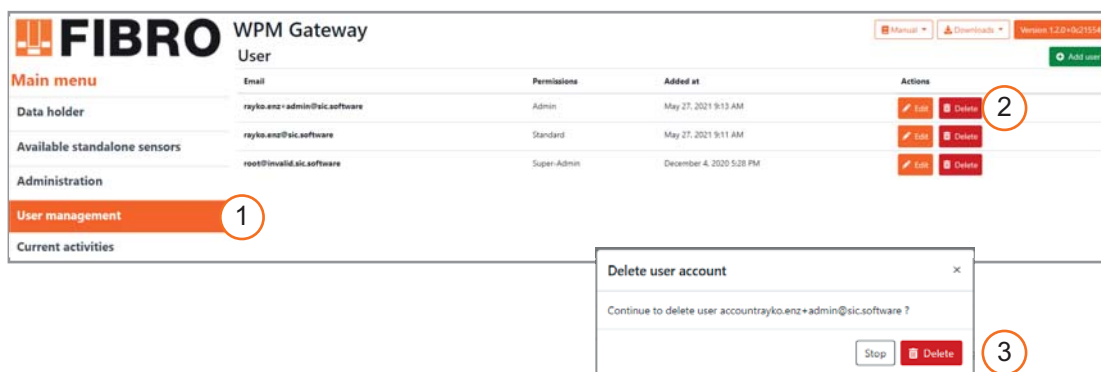 FIBRO
WPM Gateway
Manual
Downloads
Version 1.2.0+0c21554
User
Add user
Main menu
Data holder
Available standalone sensors
Administration
User management
1
Current activities
Email Permissions Added at Actions
rayko.enz+admin@sic.software Admin May 27, 2021 9:13 AM Edit Delete 2
rayko.enz@sic.software Standard May 27, 2021 9:11 AM Edit Delete
root@invalid.sic.software Super-Admin December 4, 2020 5:28 PM Edit Delete
Delete user account ×
Continue to delete user accountrayko.enz+admin@sic.software ?
Stop Delete 3